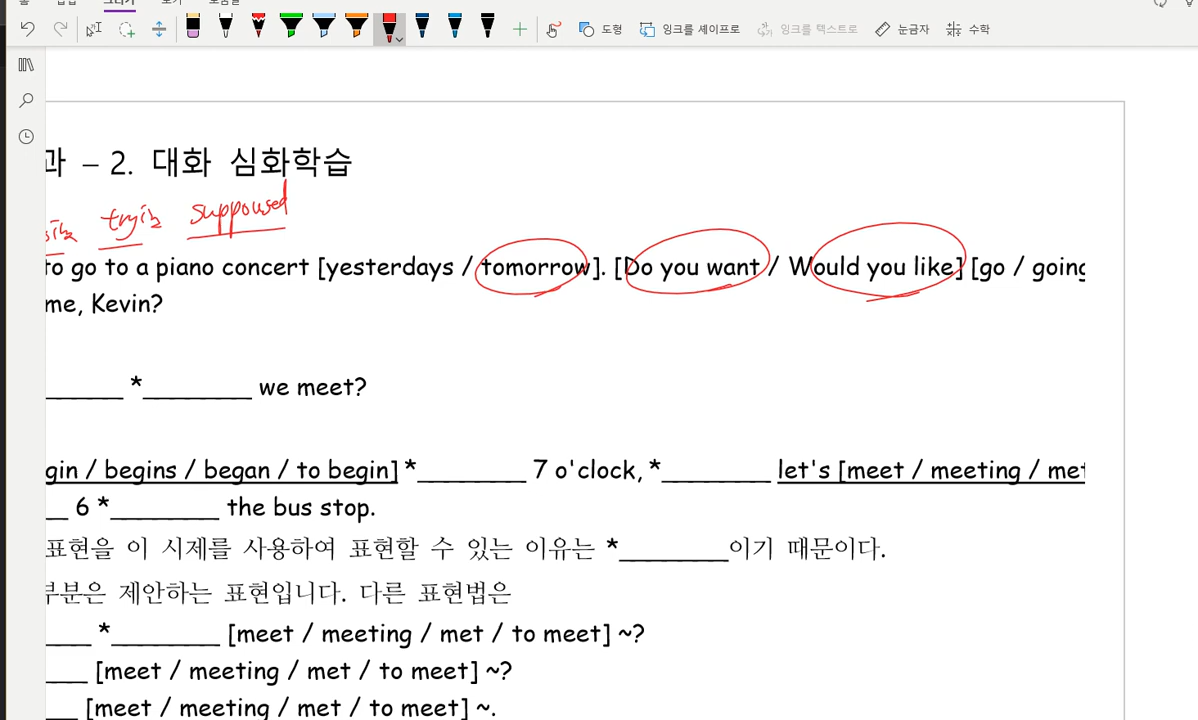 도형 잉크를 셰이프로 잉크를 텍스트로 눈금자 수학
과 – 2. 대화 심화학습
suppoused
to go to a piano concert [yesterdays / tomorrow]. [Do you want / Would you like] [go / going
me, Kevin?
______ *________ we meet?
gin / begins / began / to begin] *________ 7 o'clock, *________ let's [meet / meeting / met
__ 6 *________ the bus stop.
표현을 이 시제를 사용하여 표현할 수 있는 이유는 *________이기 때문이다.
부분은 제안하는 표현입니다. 다른 표현법은
____ *________ [meet / meeting / met / to meet] ~?
____ [meet / meeting / met / to meet] ~?
___ [meet / meeting / met / to meet] ~.